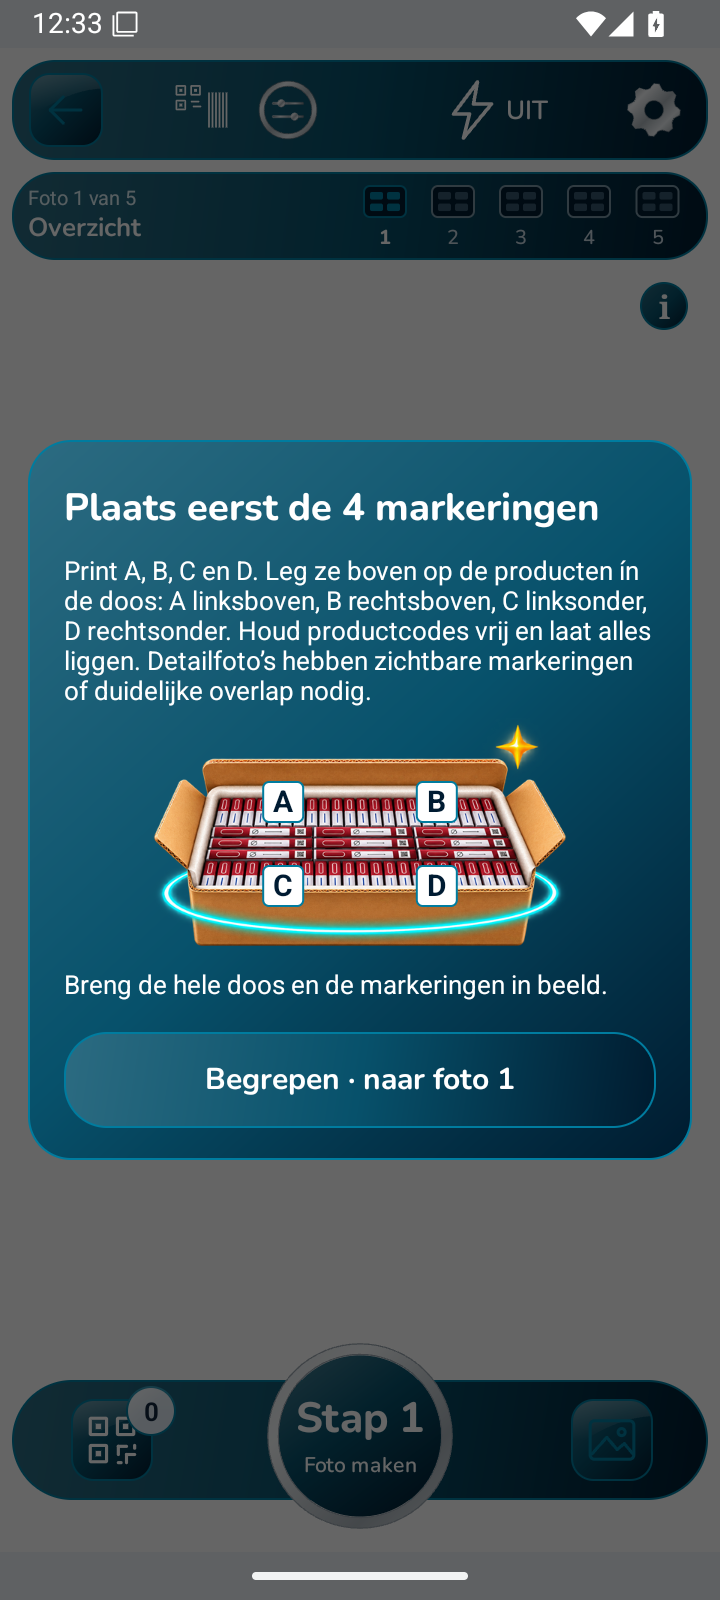 12:33
UIT
Foto 1 van 5
Overzicht
1 2 3 4 5
i
Plaats eerst de 4 markeringen
Print A, B, C en D. Leg ze boven op de producten ín
de doos: A linksboven, B rechtsboven, C linksonder,
D rechtsonder. Houd productcodes vrij en laat alles
liggen. Detailfoto’s hebben zichtbare markeringen
of duidelijke overlap nodig.
A B
C D
Breng de hele doos en de markeringen in beeld.
Begrepen · naar foto 1
0
Stap 1
Foto maken